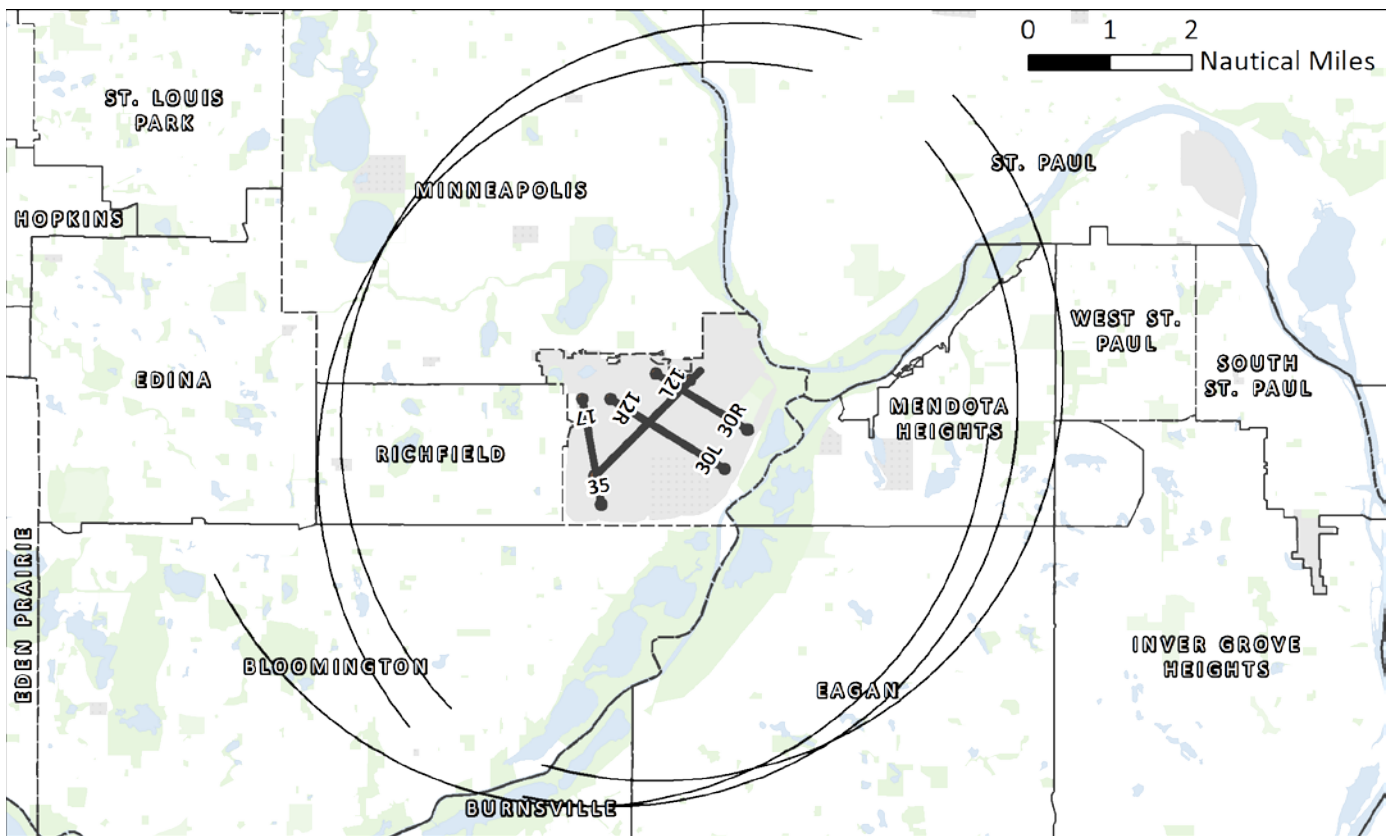 0 1 2
Nautical Miles
ST. LOUIS
PARK
ST. PAUL
MINNEAPOLIS
HOPKINS
WEST ST.
PAUL
SOUTH
ST. PAUL
EDINA
12L
17
12R
30R
MENDOTA
HEIGHTS
RICHFIELD
30L
35
EDEN PRAIRIE
INVER GROVE
HEIGHTS
BLOOMINGTON
EAGAN
BURNSVILLE